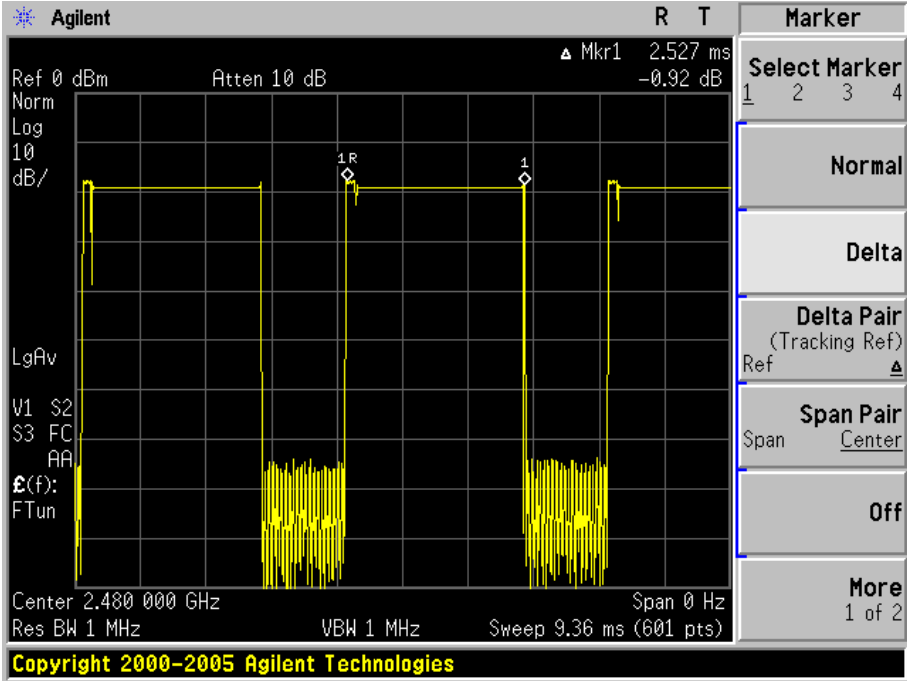 Agilent R T Marker
Δ Mkr1 2.527 ms
Ref 0 dBm Atten 10 dB -0.92 dB
Norm
Log
10
dB/
1R
1
LgAv
V1 S2
S3 FC
AA
£(f):
FTun
Center 2.480 000 GHz Span 0 Hz
Res BW 1 MHz VBW 1 MHz Sweep 9.36 ms (601 pts)
Copyright 2000-2005 Agilent Technologies
Select Marker
1 2 3 4
Normal
Delta
Delta Pair
(Tracking Ref)
Ref Δ
Span Pair
Span Center
Off
More
1 of 2